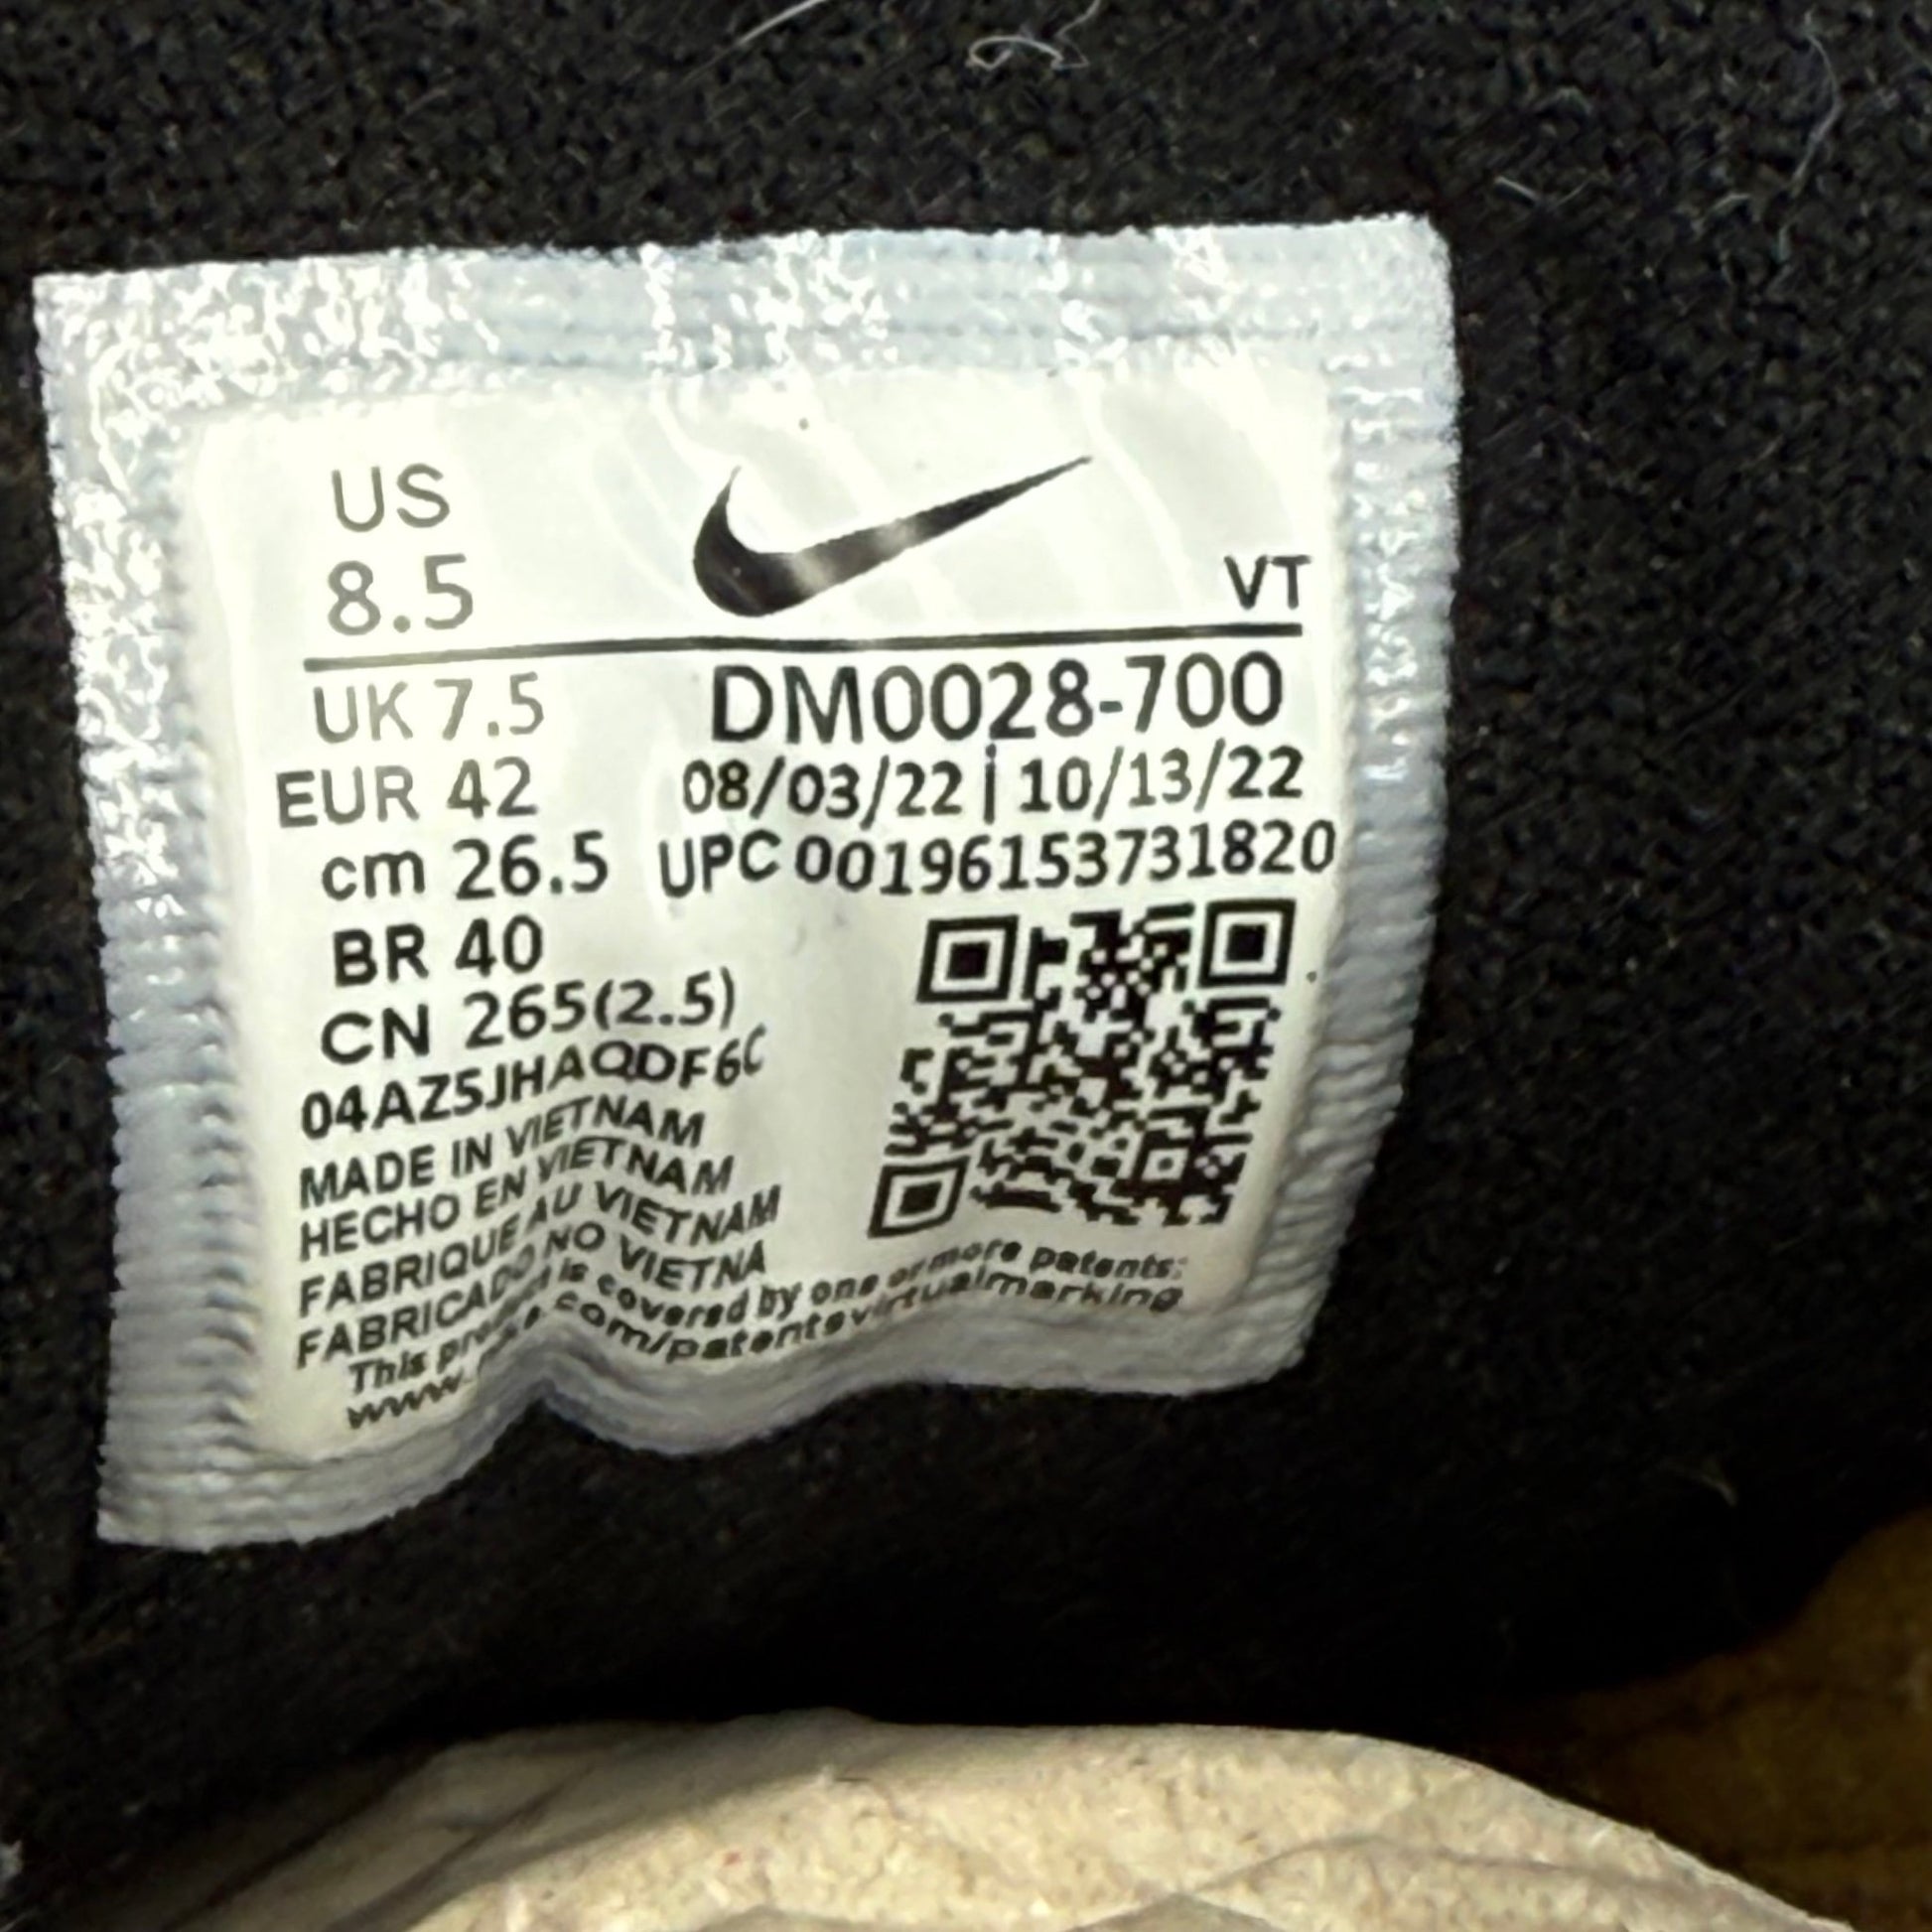 US
8.5
VT
UK 7.5
DM0028-700
EUR 42
08/03/22 | 10/13/22
cm 26.5
UPC 00196153731820
BR 40
CN 265(2.5)
04AZ5JHAQDF6C
MADE IN VIETNAM
HECHO EN VIETNAM
FABRIQUE AU VIETNAM
FABRICADO NO VIETNA
This is covered by one or more patents:
www. .com/patentsvirtualmarking